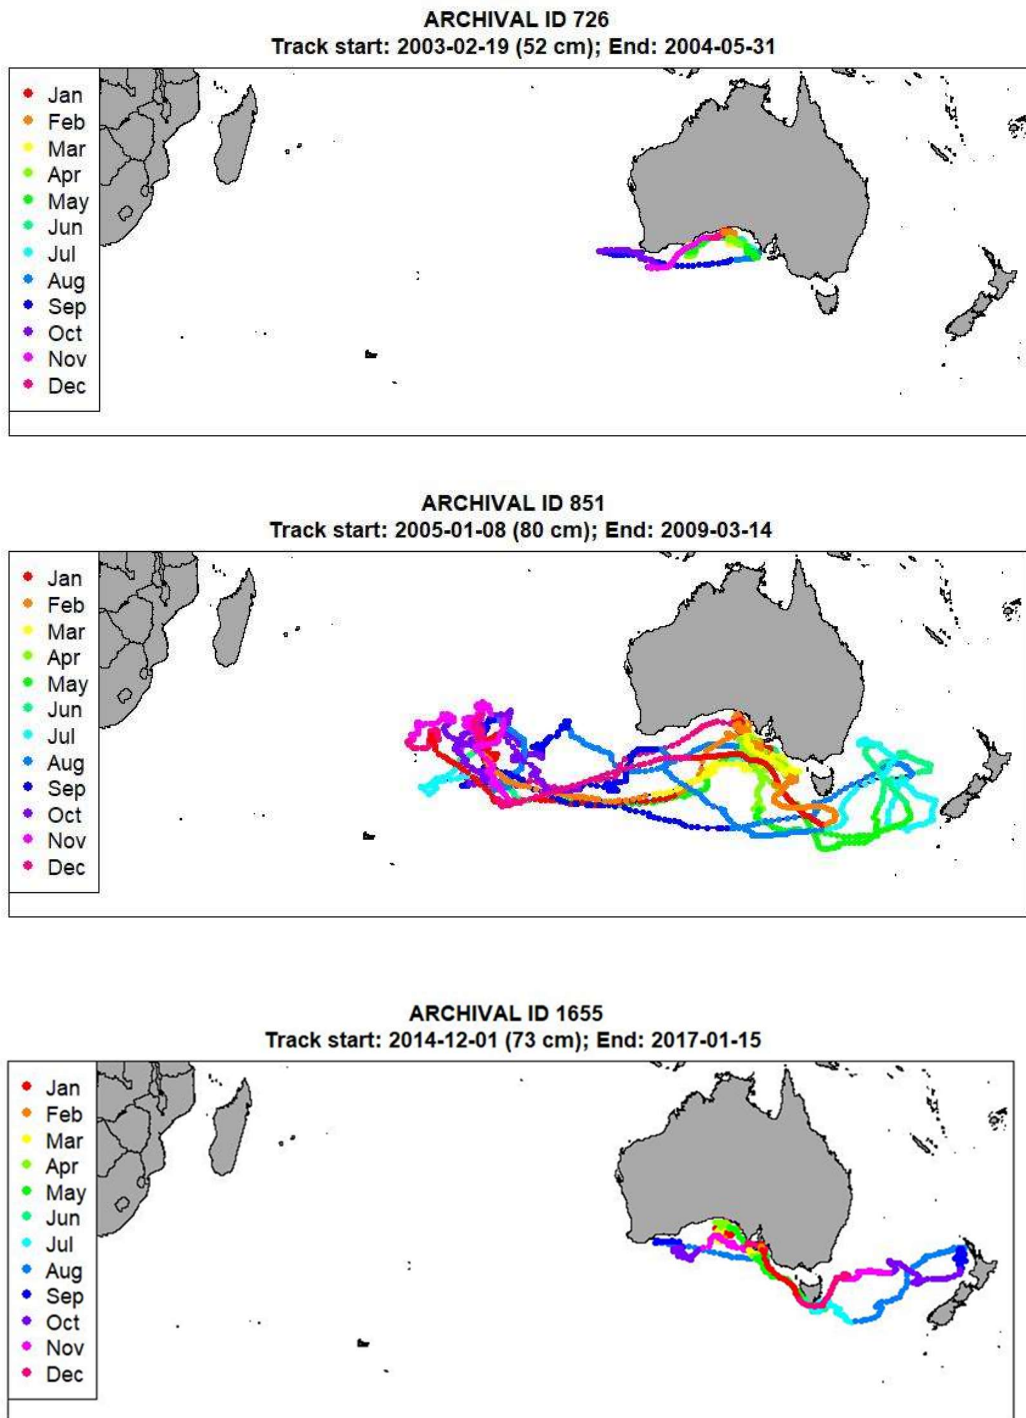 ARCHIVAL ID 726
Track start: 2003-02-19 (52 cm); End: 2004-05-31
Jan
Feb
Mar
Apr
May
Jun
Jul
Aug
Sep
Oct
Nov
Dec
ARCHIVAL ID 851
Track start: 2005-01-08 (80 cm); End: 2009-03-14
Jan
Feb
Mar
Apr
May
Jun
Jul
Aug
Sep
Oct
Nov
Dec
ARCHIVAL ID 1655
Track start: 2014-12-01 (73 cm); End: 2017-01-15
Jan
Feb
Mar
Apr
May
Jun
Jul
Aug
Sep
Oct
Nov
Dec